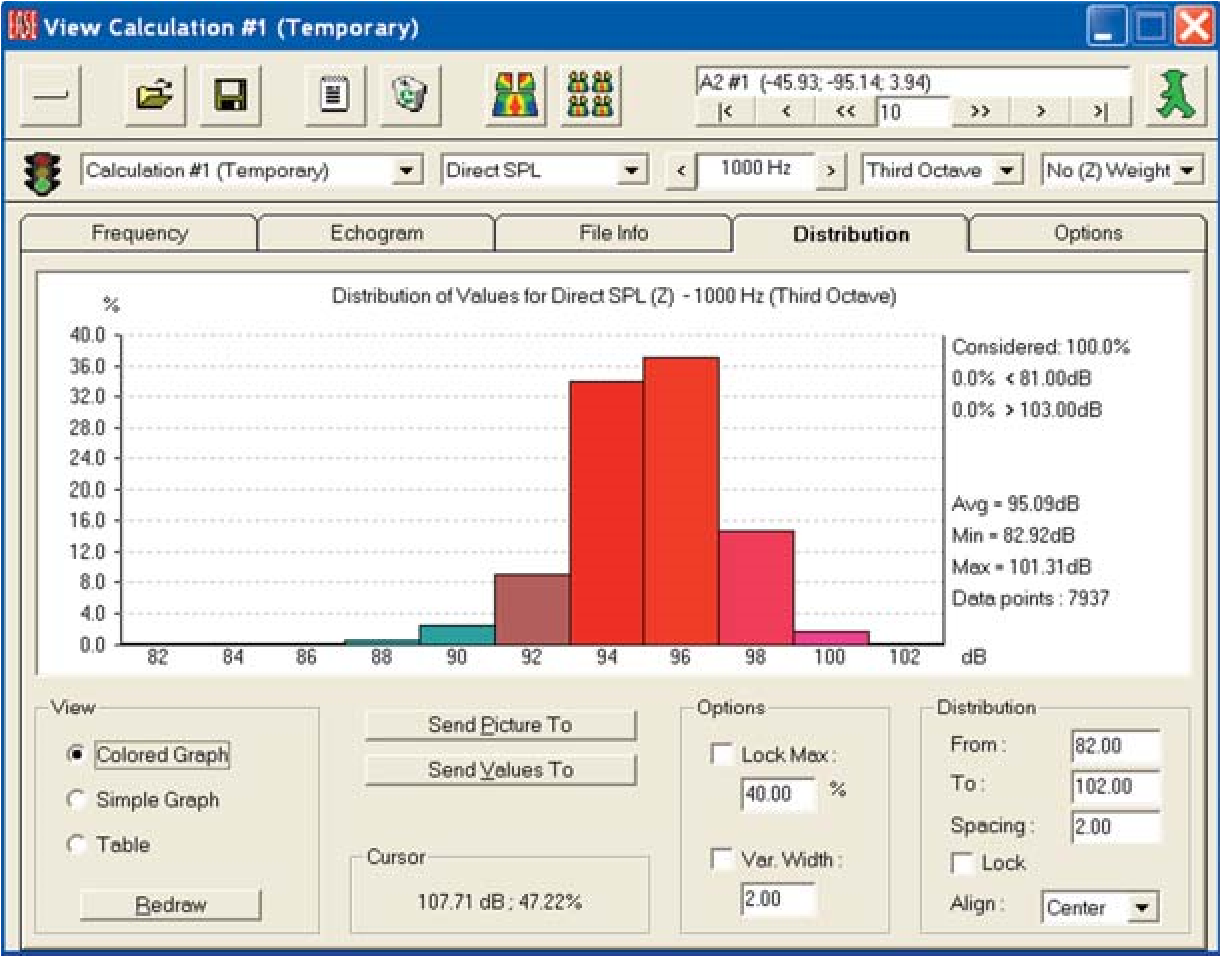 EASE View Calculation #1 (Temporary)
A2 #1 (-45.93; -95.14; 3.94)
|< < << 10 >> > >|
Calculation #1 (Temporary) Direct SPL < 1000 Hz > Third Octave No (Z) Weight
Frequency Echogram File Info Distribution Options
Distribution of Values for Direct SPL (Z) - 1000 Hz (Third Octave)
%
40.0
36.0
32.0
28.0
24.0
20.0
16.0
12.0
8.0
4.0
0.0
82 84 86 88 90 92 94 96 98 100 102 dB
Considered: 100.0%
0.0% < 81.00dB
0.0% > 103.00dB
Avg = 95.09dB
Min = 82.92dB
Max = 101.31dB
Data points : 7937
View
Colored Graph
Simple Graph
Table
Redraw
Send Picture To
Send Values To
Cursor
107.71 dB ; 47.22%
Options
Lock Max :
40.00 %
Var. Width :
2.00
Distribution
From : 82.00
To : 102.00
Spacing : 2.00
Lock
Align : Center